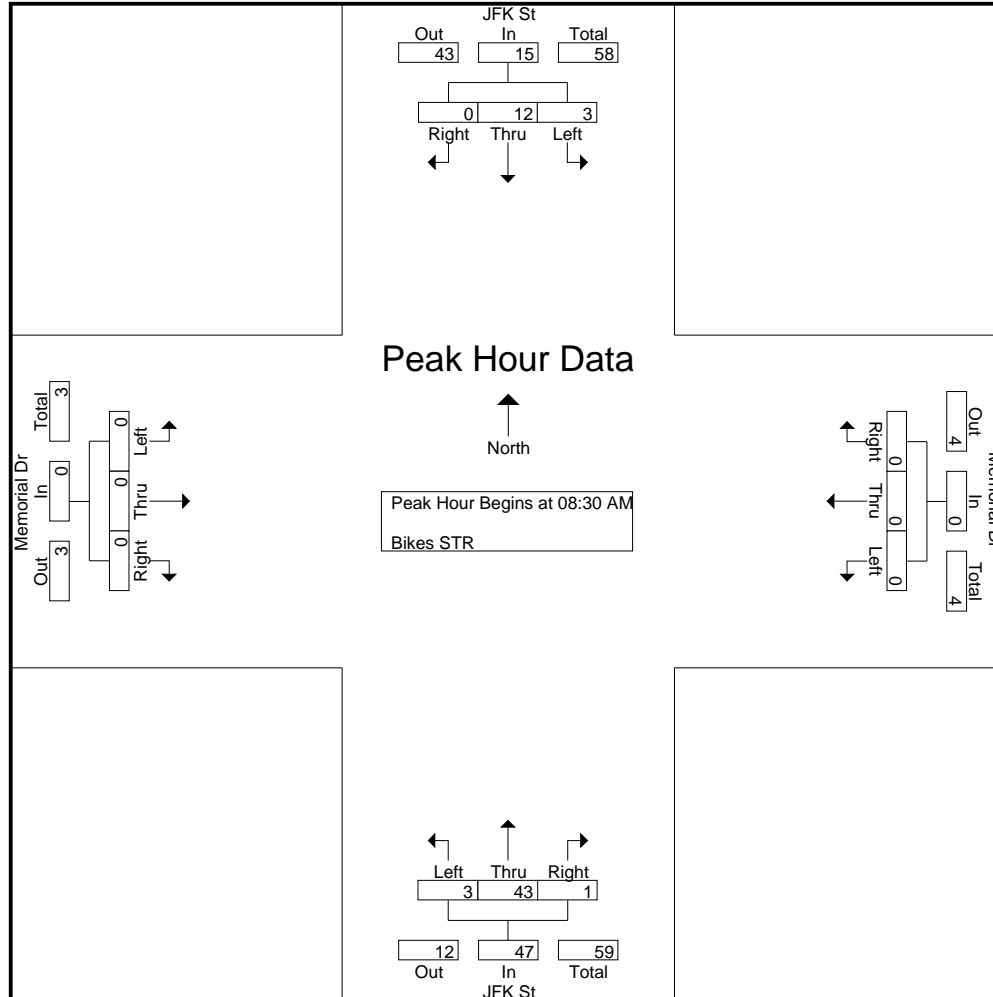 JFK St
Out In Total
43 15 58
0 12 3
Right Thru Left
Peak Hour Data
North
Peak Hour Begins at 08:30 AM
Bikes STR
Memorial Dr
Out In Total
3 0 3
Left Thru Right
0 0 0
Out In Total
4 0 4
Right Thru Left
0 0 0
Left Thru Right
3 43 1
12 47 59
Out In Total
JFK St